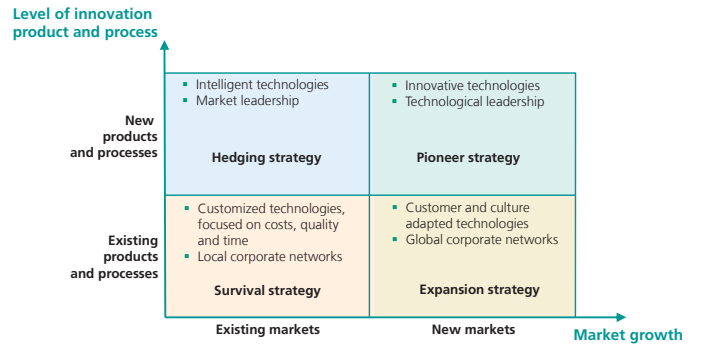 Level of innovation
product and process
▪ Intelligent technologies
▪ Market leadership
Hedging strategy
▪ Innovative technologies
▪ Technological leadership
Pioneer strategy
New
products
and processes
▪ Customized technologies,
focused on costs, quality
and time
▪ Local corporate networks
Survival strategy
▪ Customer and culture
adapted technologies
▪ Global corporate networks
Expansion strategy
Existing
products
and processes
Existing markets
New markets
Market growth